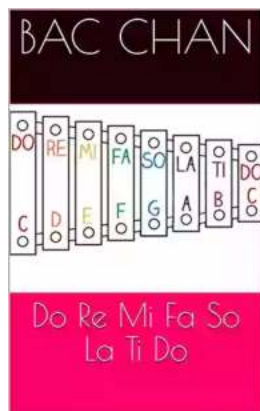 BAC CHAN
DO RE MI FA SO LA TI DO
C D E F G A B C
Do Re Mi Fa So
La Ti Do